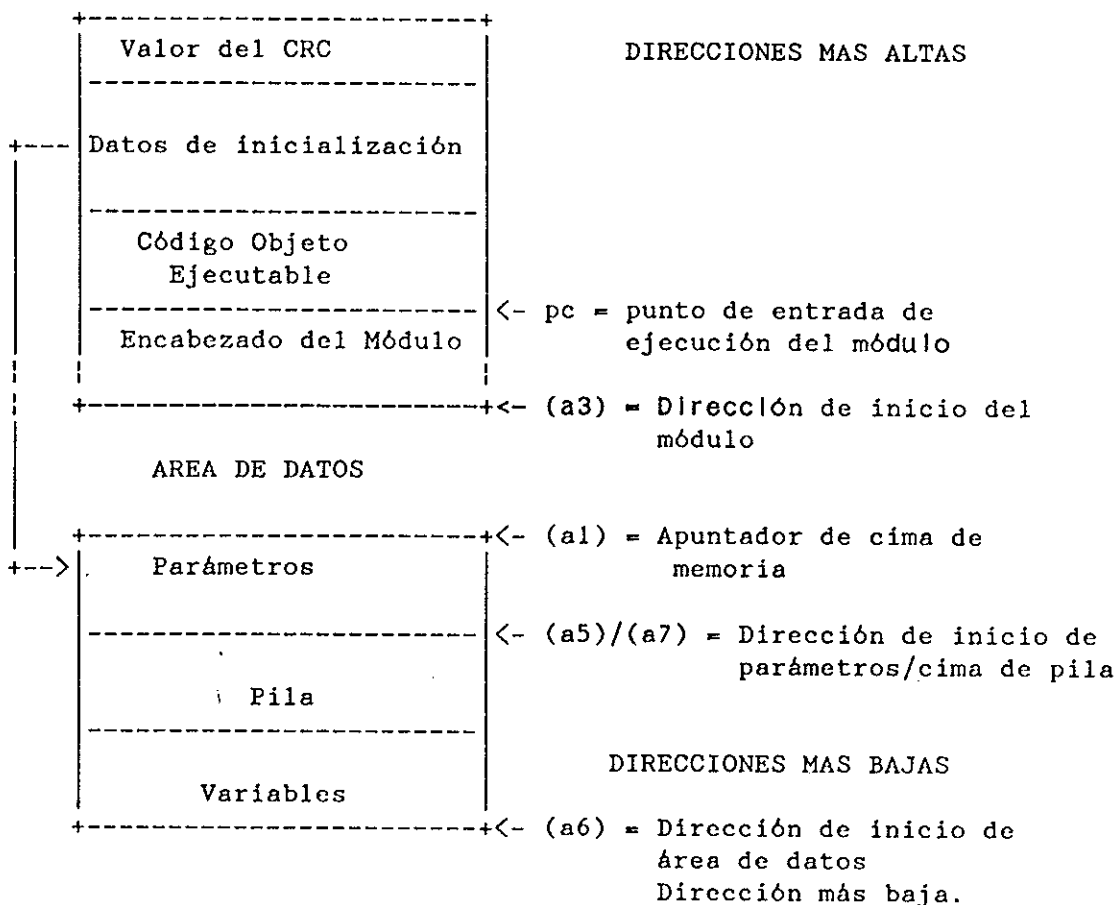 Valor del CRC
DIRECCIONES MAS ALTAS
Datos de inicialización
Código Objeto
Ejecutable
<- pc = punto de entrada de
ejecución del módulo
Encabezado del Módulo
<- (a3) = Dirección de inicio del
módulo
AREA DE DATOS
<- (a1) = Apuntador de cima de
memoria
Parámetros
<- (a5)/(a7) = Dirección de inicio de
parámetros/cima de pila
Pila
DIRECCIONES MAS BAJAS
Variables
<- (a6) = Dirección de inicio de
área de datos
Dirección más baja.